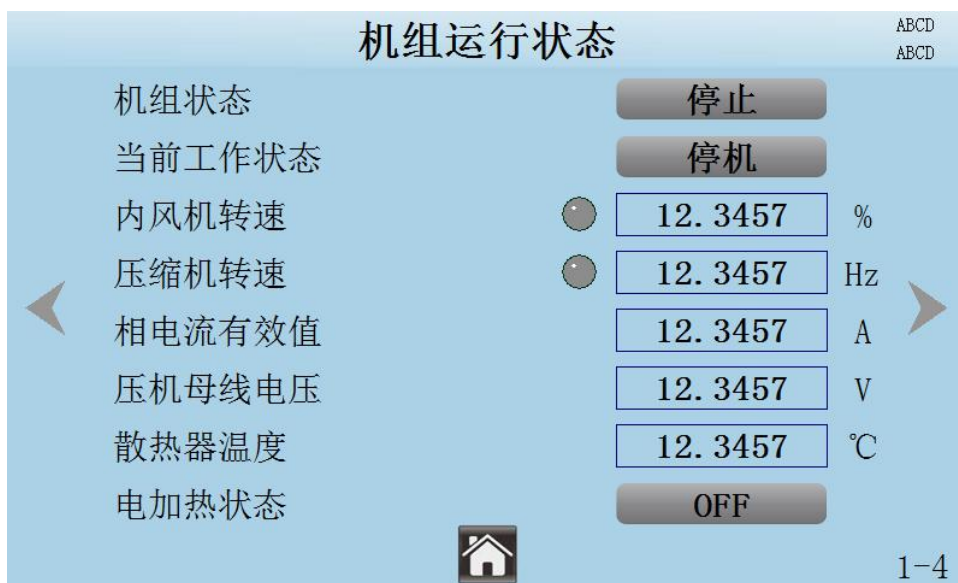 机组运行状态
ABCD
ABCD
机组状态 停止
当前工作状态 停机
内风机转速 12.3457 %
压缩机转速 12.3457 Hz
相电流有效值 12.3457 A
压机母线电压 12.3457 V
散热器温度 12.3457 ℃
电加热状态 OFF
1-4